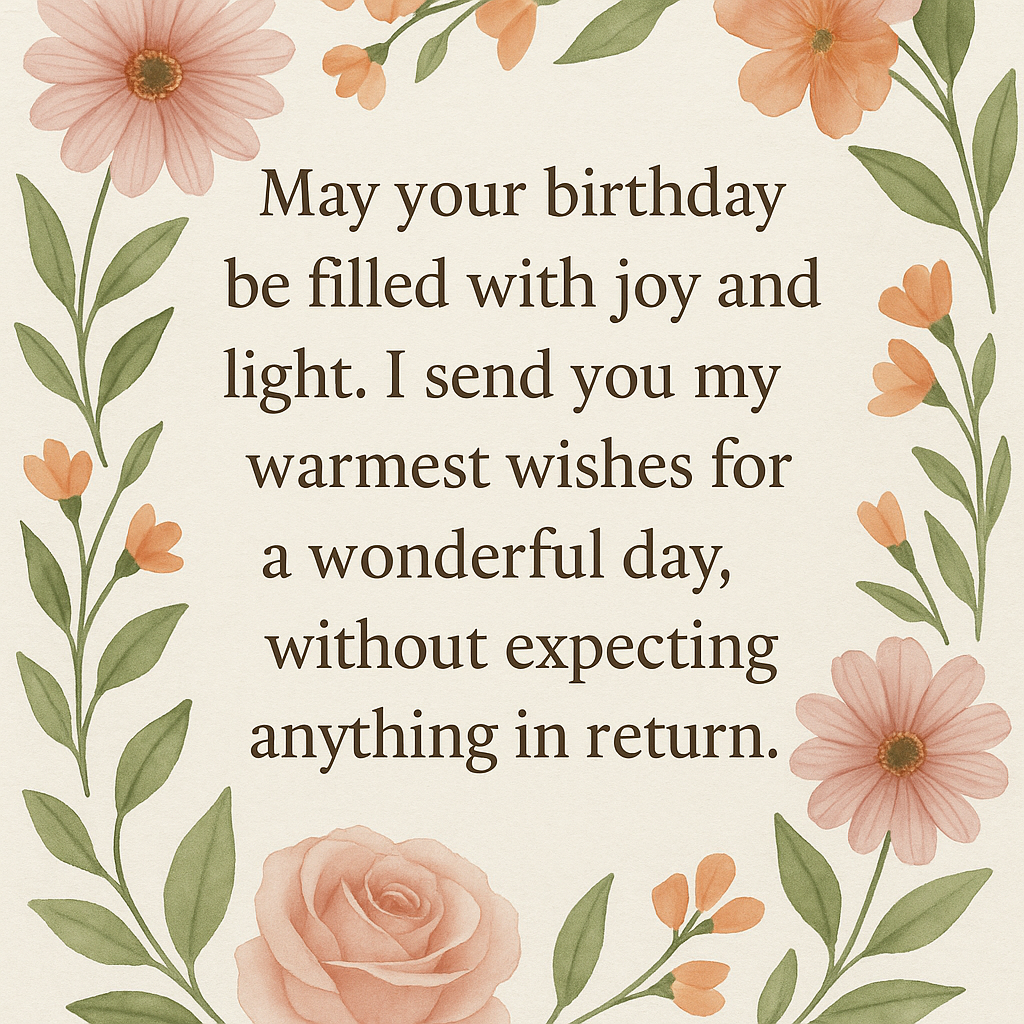 May your birthday
be filled with joy and
light. I send you my
warmest wishes for
a wonderful day,
without expecting
anything in return.